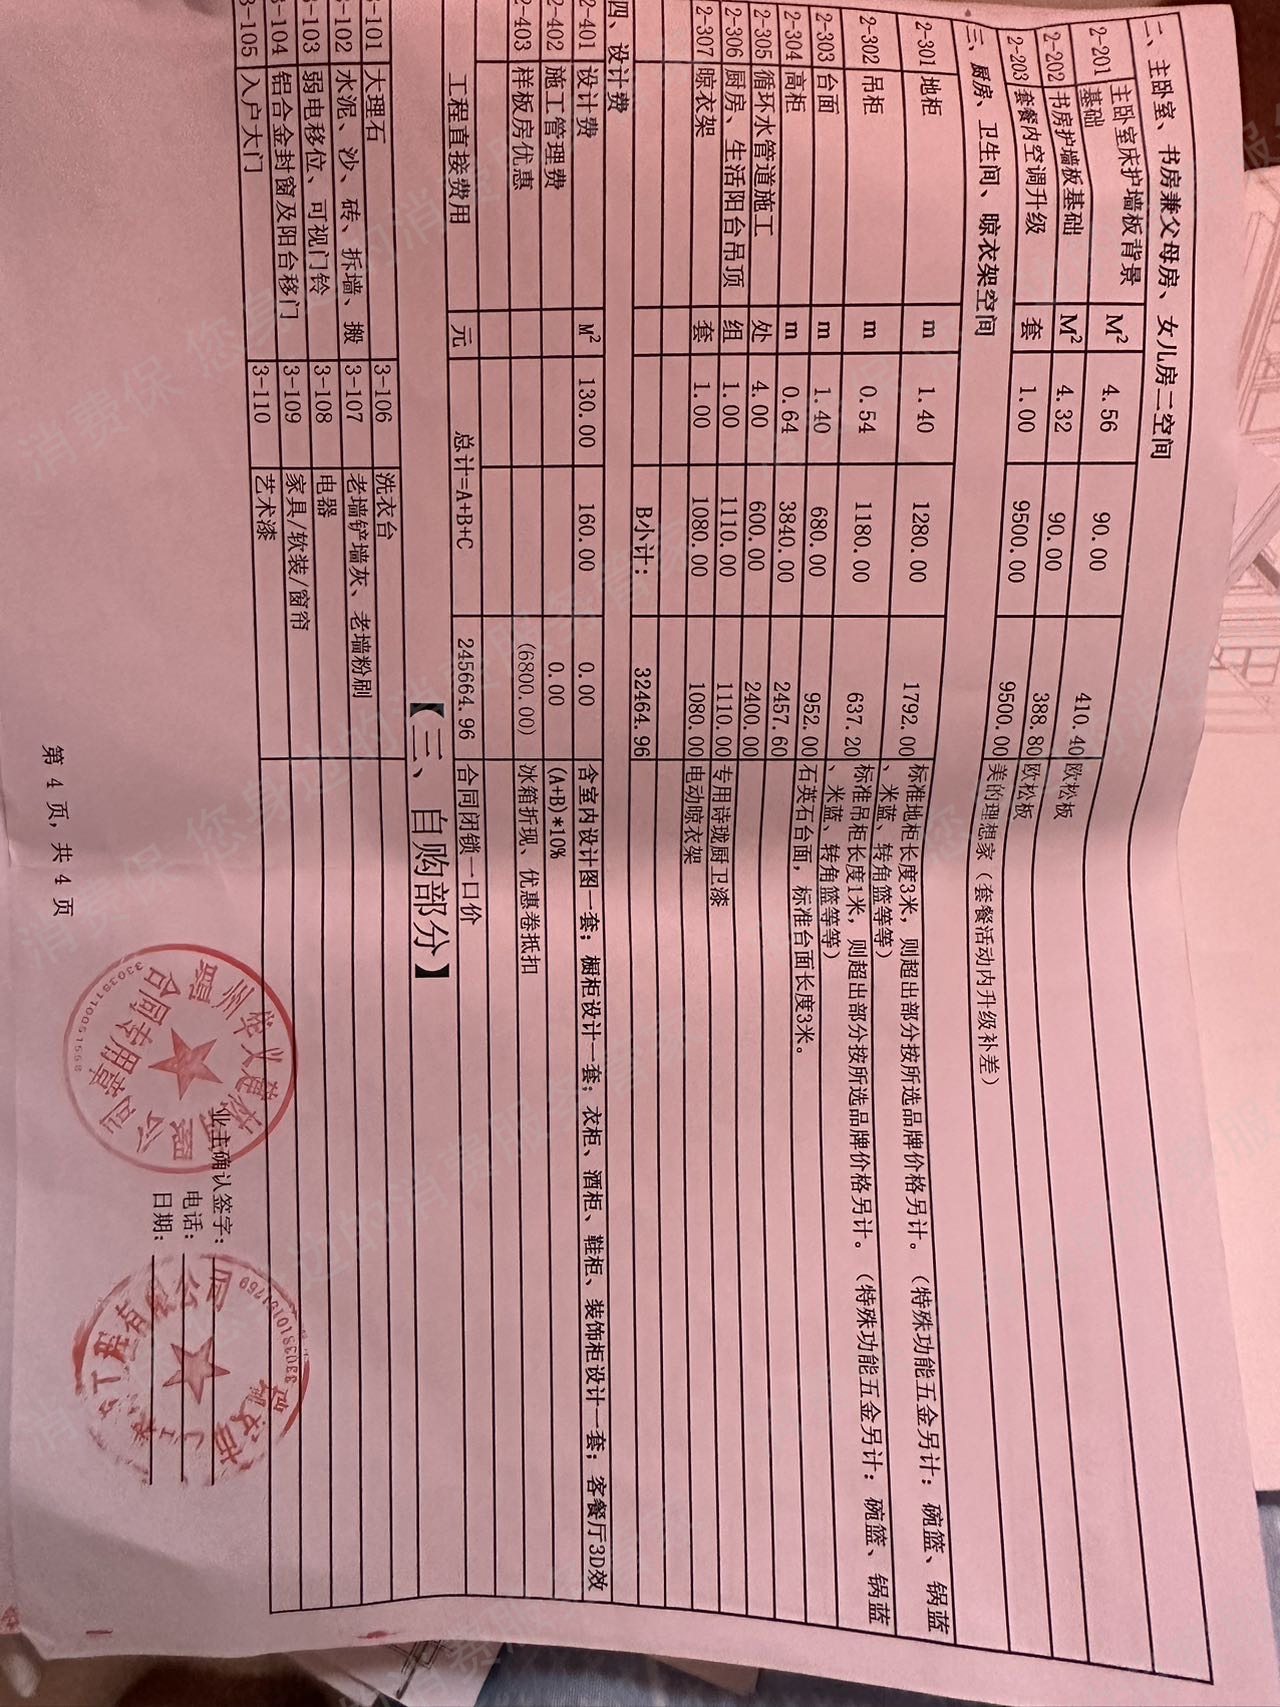 二、主卧室、书房兼父母房、女儿房二空间
2-201 主卧室床护墙板背景基础 M² 4.56 90.00 410.40 欧松板
2-202 书房护墙板基础 M² 4.32 90.00 388.80 欧松板
2-203 套餐内空调升级 套 1.00 9500.00 9500.00 美的理想家（套餐活动内升级补差）
三、厨房、卫生间、晾衣架空间
2-301 地柜 m 1.40 1280.00 1792.00 标准地柜长度3米，则超出部分按所选品牌价格另计。（特殊功能五金另计：碗篮、锅蓝
、米蓝、转角篮等等）
2-302 吊柜 m 0.54 1180.00 637.20 标准吊柜长度1米，则超出部分按所选品牌价格另计。（特殊功能五金另计：碗篮、锅蓝
、米蓝、转角篮等等）
2-303 台面 m 1.40 680.00 952.00 石英石台面，标准台面长度3米。
2-304 高柜 m 0.64 3840.00 2457.60
2-305 循环水管道施工 处 4.00 600.00 2400.00
2-306 厨房、生活阳台吊顶 组 1.00 1110.00 1110.00 专用诗珑厨卫漆
2-307 晾衣架 套 1.00 1080.00 1080.00 电动晾衣架
B小计： 32464.96
四、设计费
2-401 设计费 M² 130.00 160.00 0.00 含室内设计图一套；橱柜设计一套；衣柜、酒柜、鞋柜、装饰柜设计一套；客餐厅3D效
2-402 施工管理费 0.00 (A+B)*10%
2-403 样板房优惠 (6800.00) 冰箱折现、优惠卷抵扣
工程直接费用 元 总计=A+B+C 245664.96 合同闭锁一口价
【三、自购部分】
3-101 大理石 3-106 洗衣台
3-102 水泥、沙、砖、拆墙、搬 3-107 老墙铲墙灰、老墙粉刷
3-103 弱电移位、可视门铃 3-108 电器
3-104 铝合金封窗及阳台移门 3-109 家具/软装/窗帘
3-105 入户大门 3-110 艺术漆
业主确认签字：
电话：
日期：
第 4 页，共 4 页
合同专用章
消费保 您身边的消费服务管家